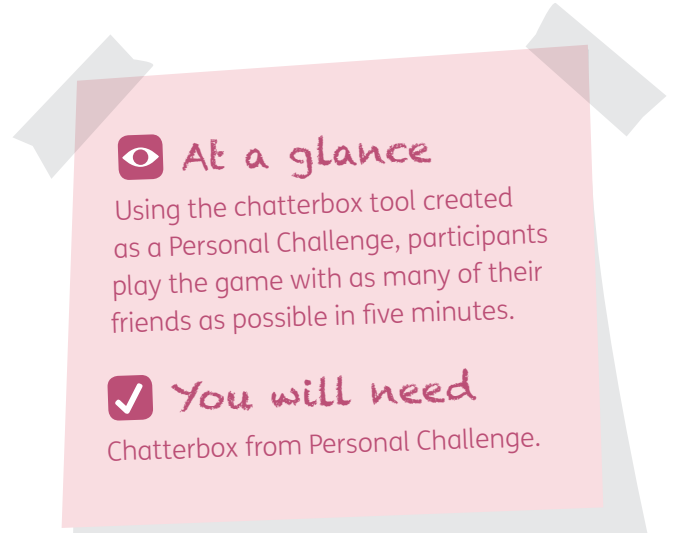 At a glance
Using the chatterbox tool created
as a Personal Challenge, participants
play the game with as many of their
friends as possible in five minutes.
You will need
Chatterbox from Personal Challenge.